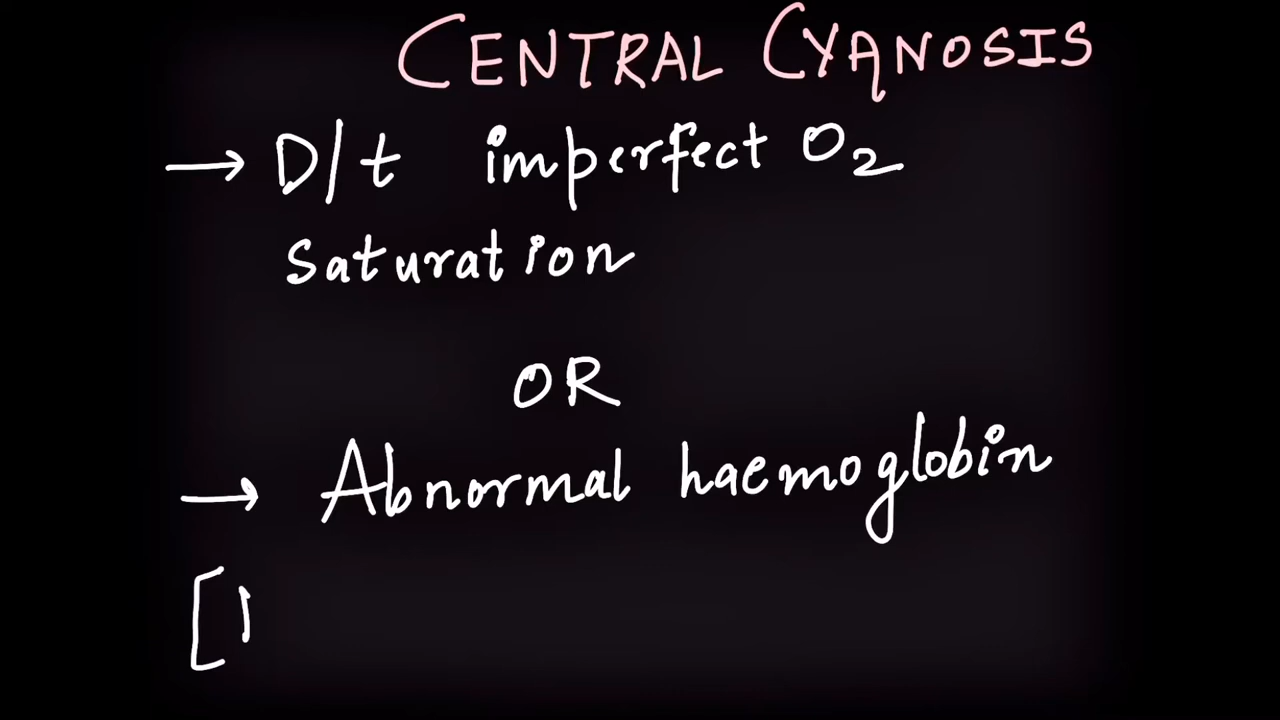 CENTRAL CYANOSIS
→ D/t imperfect O₂
saturation
OR
→ Abnormal haemoglobin
[